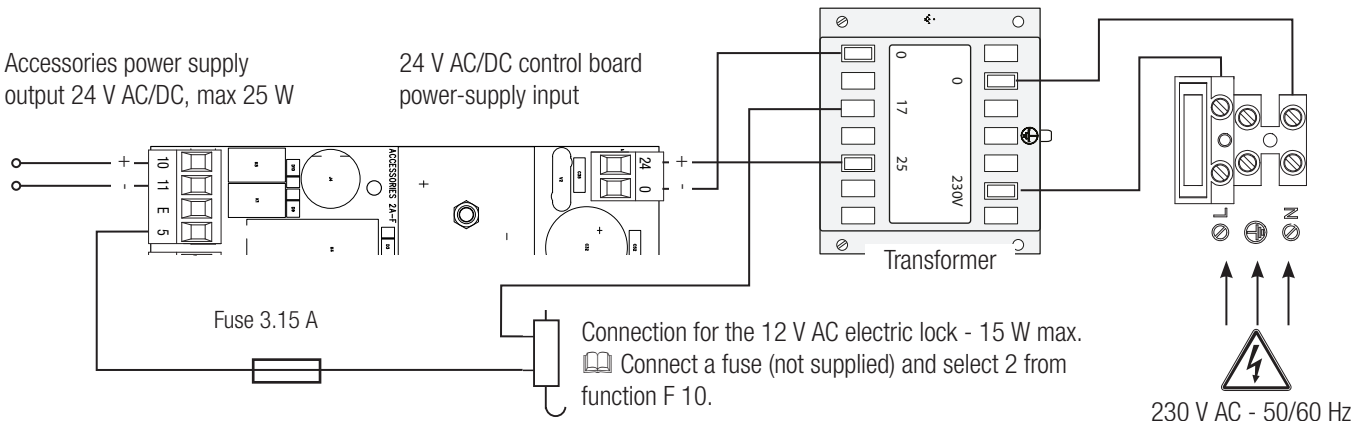 Accessories power supply
output 24 V AC/DC, max 25 W
24 V AC/DC control board
power-supply input
+
-
10
11
E
5
ACCESSORIES 2A-F
+
-
+
24
0
+
-
0
17
25
0
230V
Transformer
L
N
Fuse 3.15 A
Connection for the 12 V AC electric lock - 15 W max.
Connect a fuse (not supplied) and select 2 from
function F 10.
230 V AC - 50/60 Hz